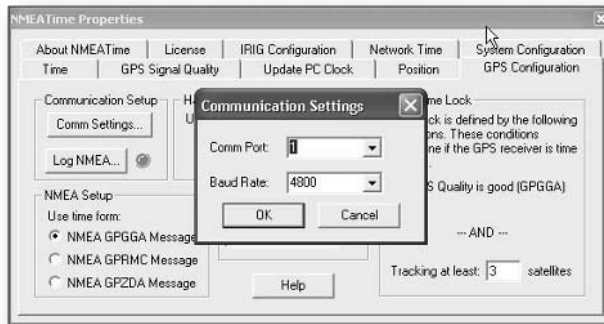 NMEATime Properties
About NMEATime
License
IRIG Configuration
Network Time
System Configuration
Time
GPS Signal Quality
Update PC Clock
Position
GPS Configuration
Communication Setup
Comm Settings...
Log NMEA...
NMEA Setup
Use time form:
NMEA GPGGA Message
NMEA GPRMC Message
NMEA GPZDA Message
Communication Settings
Comm Port:
1
Baud Rate:
4800
OK
Cancel
Help
Lock
is defined by the following
These conditions
if the GPS receiver is time
Quality is good (GPGGA)
--- AND ---
Tracking at least: 3 satellites